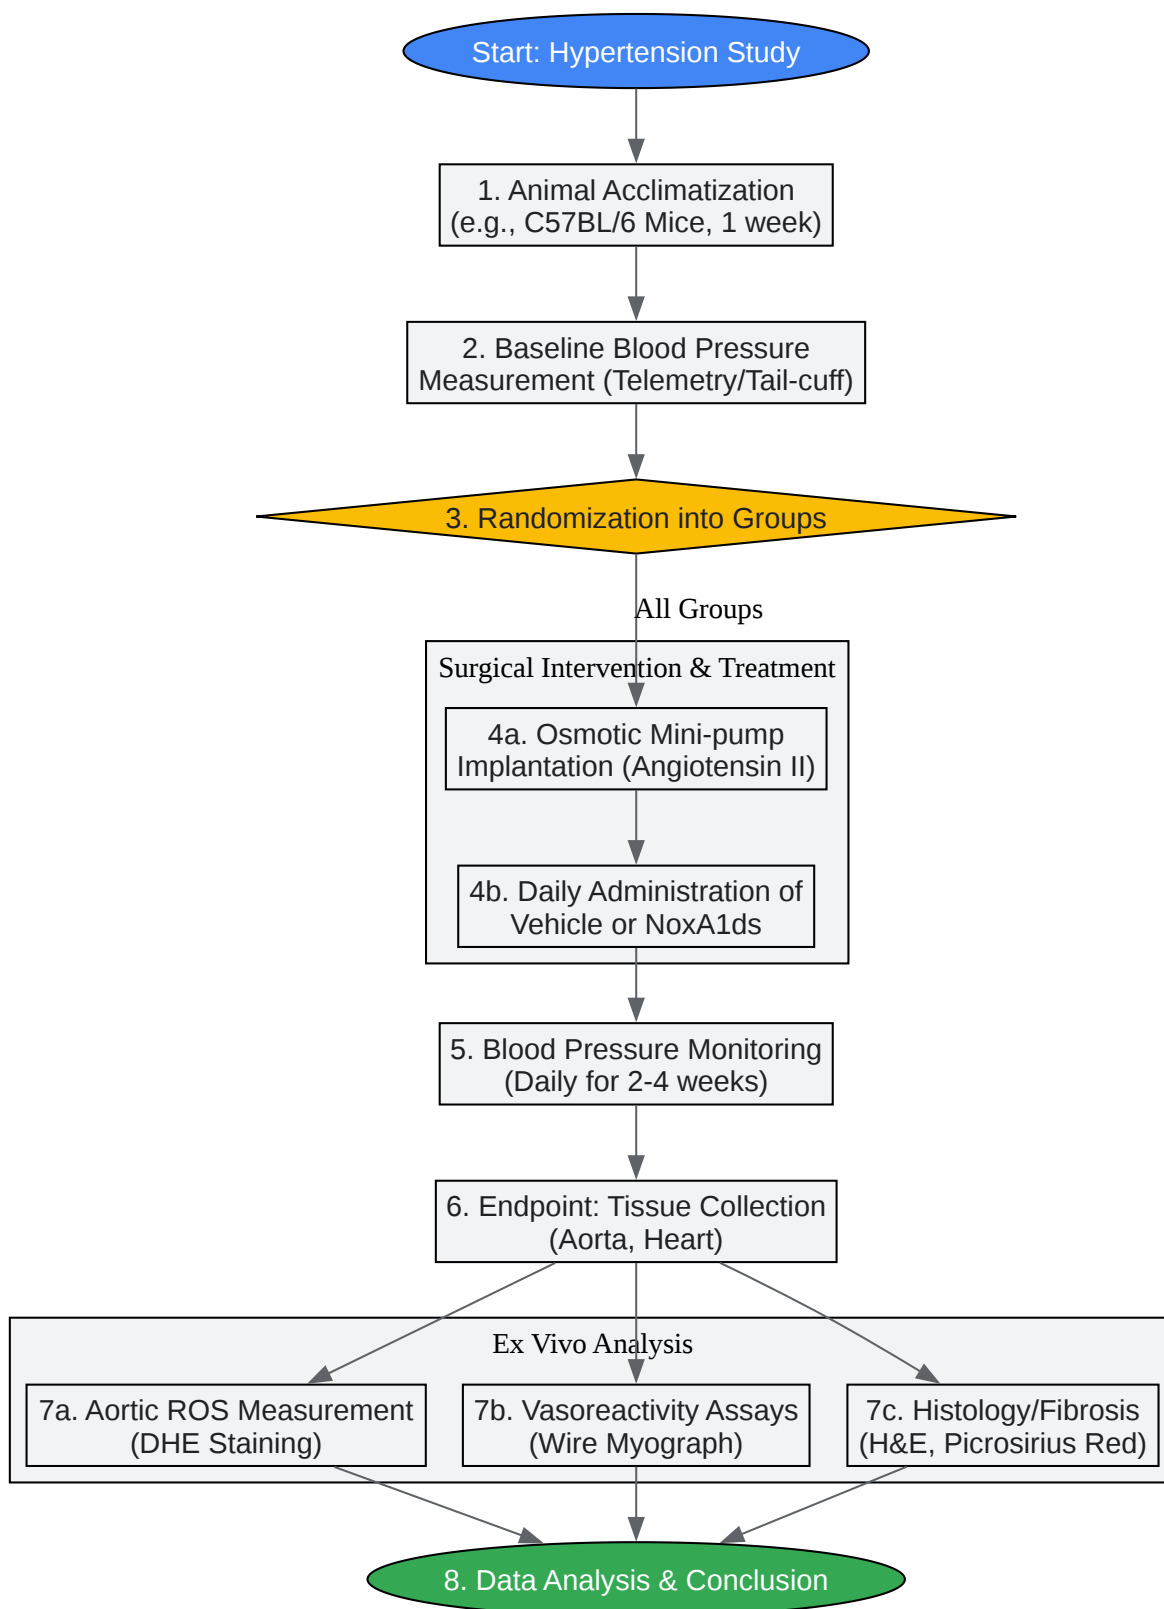 Start: Hypertension Study
1. Animal Acclimatization
(e.g., C57BL/6 Mice, 1 week)
2. Baseline Blood Pressure
Measurement (Telemetry/Tail-cuff)
3. Randomization into Groups
All Groups
Surgical Intervention & Treatment
4a. Osmotic Mini-pump
Implantation (Angiotensin II)
4b. Daily Administration of
Vehicle or NoxA1ds
5. Blood Pressure Monitoring
(Daily for 2-4 weeks)
6. Endpoint: Tissue Collection
(Aorta, Heart)
Ex Vivo Analysis
7a. Aortic ROS Measurement
(DHE Staining)
7b. Vasoreactivity Assays
(Wire Myograph)
7c. Histology/Fibrosis
(H&E, Picrosirius Red)
8. Data Analysis & Conclusion